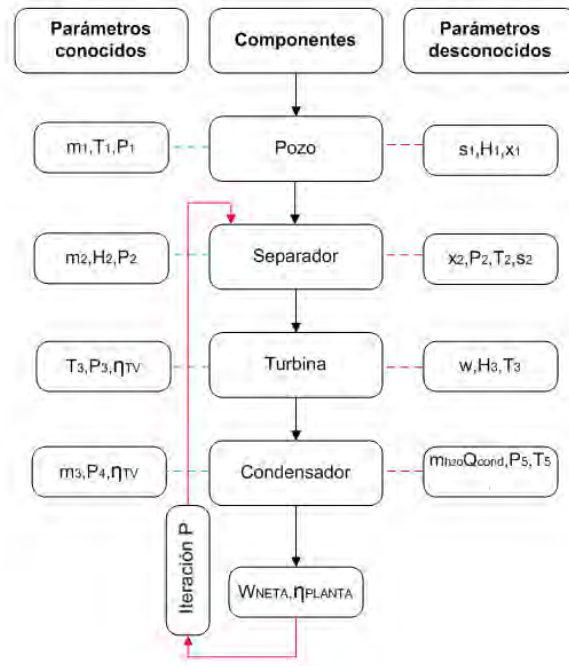 Parámetros
conocidos
Componentes
Parámetros
desconocidos
m1,T1,P1
Pozo
s1,H1,x1
m2,H2,P2
Separador
x2,P2,T2,s2
T3,P3,ηTV
Turbina
w,H3,T3
m3,P4,ηTV
Condensador
mh2oQcond,P5,T5
Iteración P
WNETA,ηPLANTA